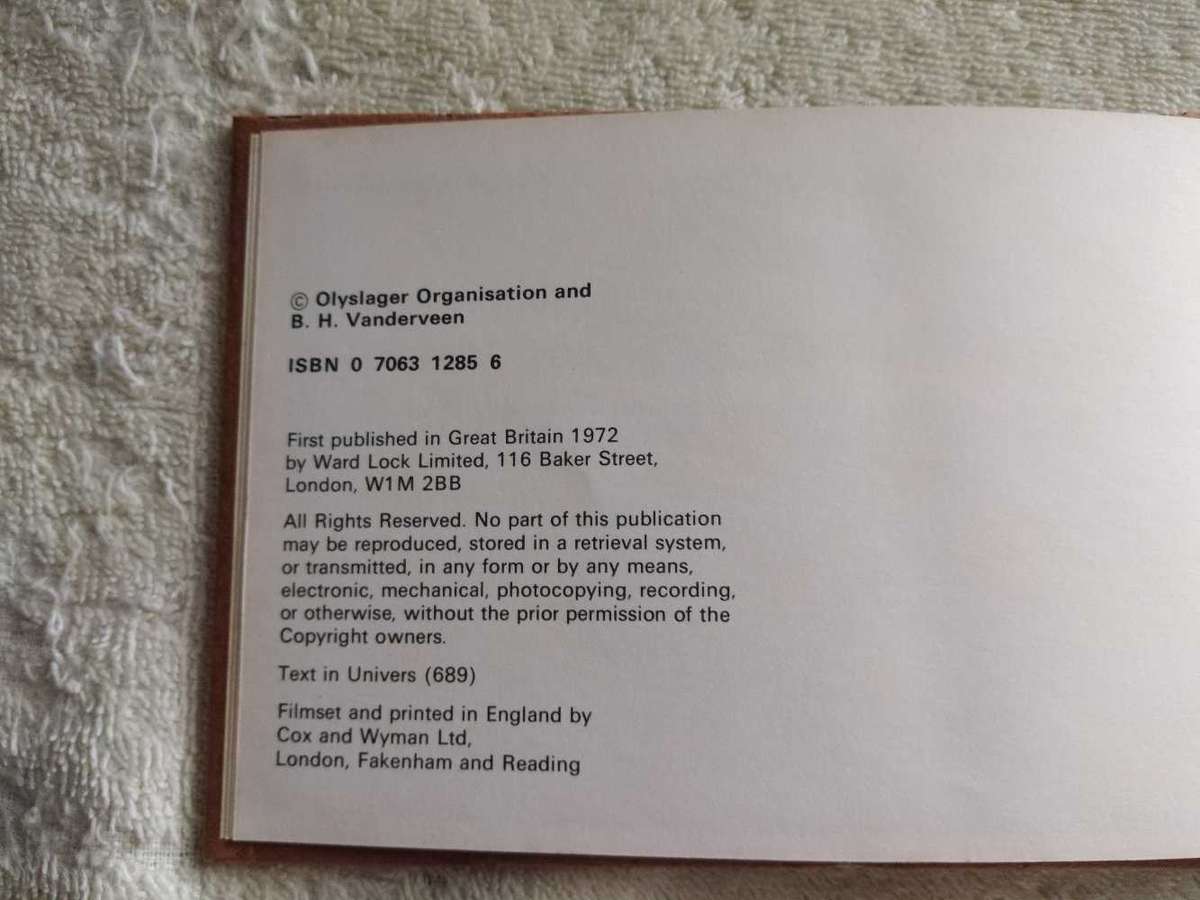 © Olyslager Organisation and
B. H. Vanderveen
ISBN 0 7063 1285 6
First published in Great Britain 1972
by Ward Lock Limited, 116 Baker Street,
London, W1M 2BB
All Rights Reserved. No part of this publication
may be reproduced, stored in a retrieval system,
or transmitted, in any form or by any means,
electronic, mechanical, photocopying, recording,
or otherwise, without the prior permission of the
Copyright owners.
Text in Univers (689)
Filmset and printed in England by
Cox and Wyman Ltd,
London, Fakenham and Reading